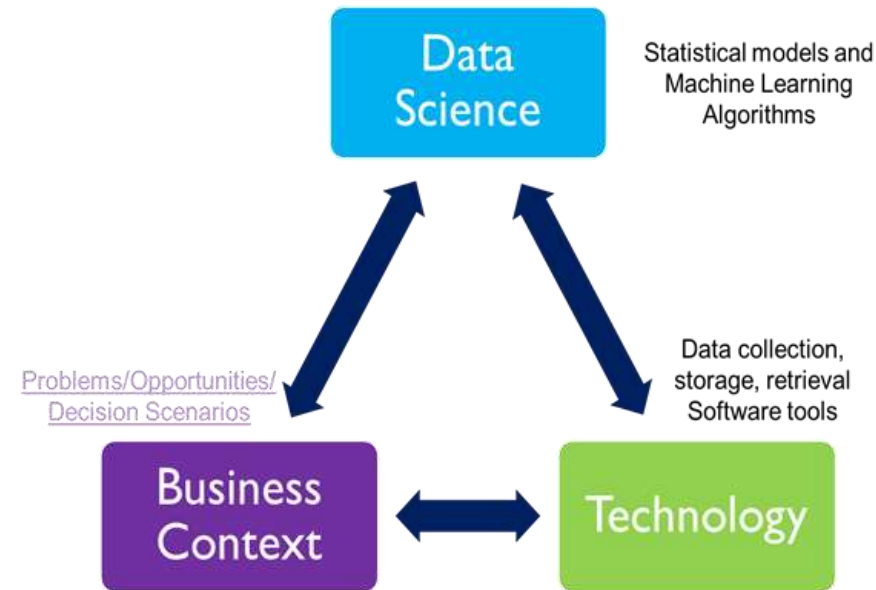 Data
Science
Statistical models and
Machine Learning
Algorithms
Problems/Opportunities/
Decision Scenarios
Data collection,
storage, retrieval
Software tools
Business
Context
Technology